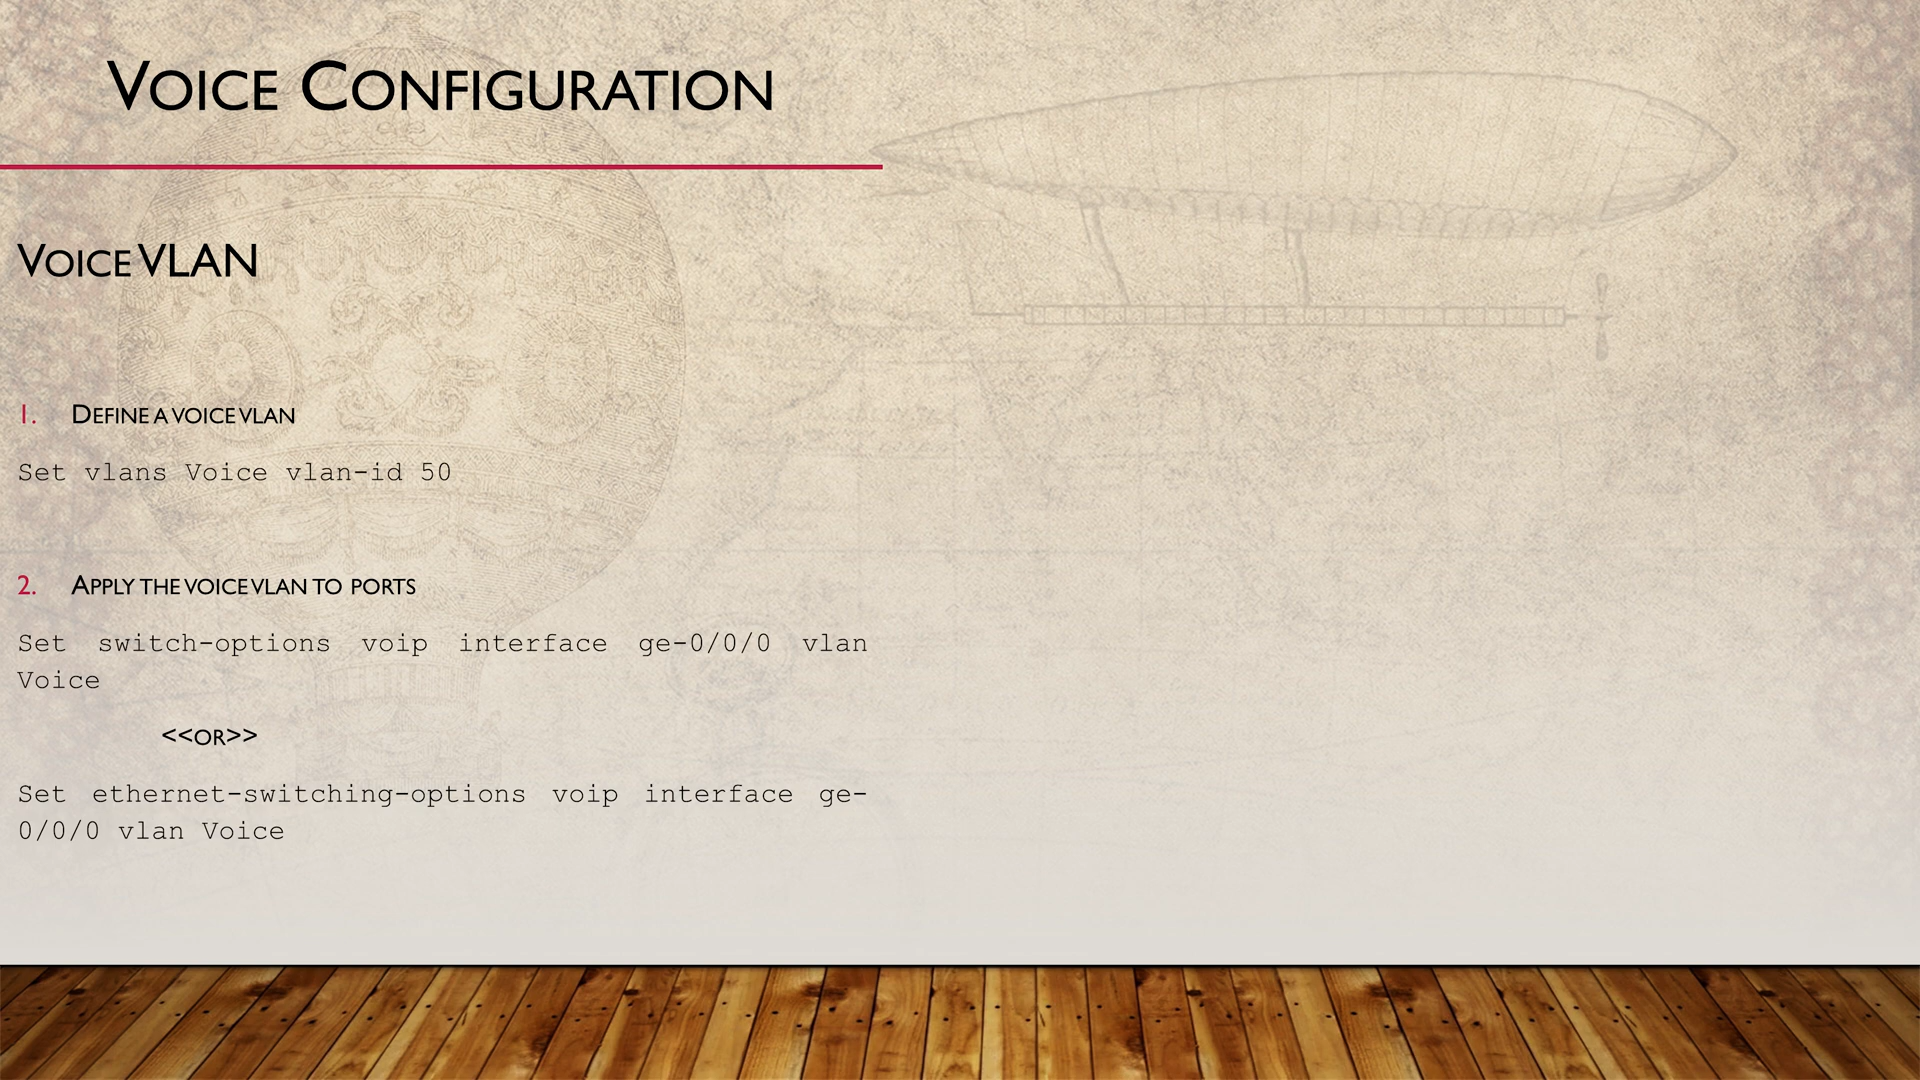 Voice Configuration
Voice VLAN
1. Define a voice vlan
Set vlans Voice vlan-id 50
2. Apply the voice vlan to ports
Set switch-options voip interface ge-0/0/0 vlan
Voice
<<or>>
Set ethernet-switching-options voip interface ge-
0/0/0 vlan Voice